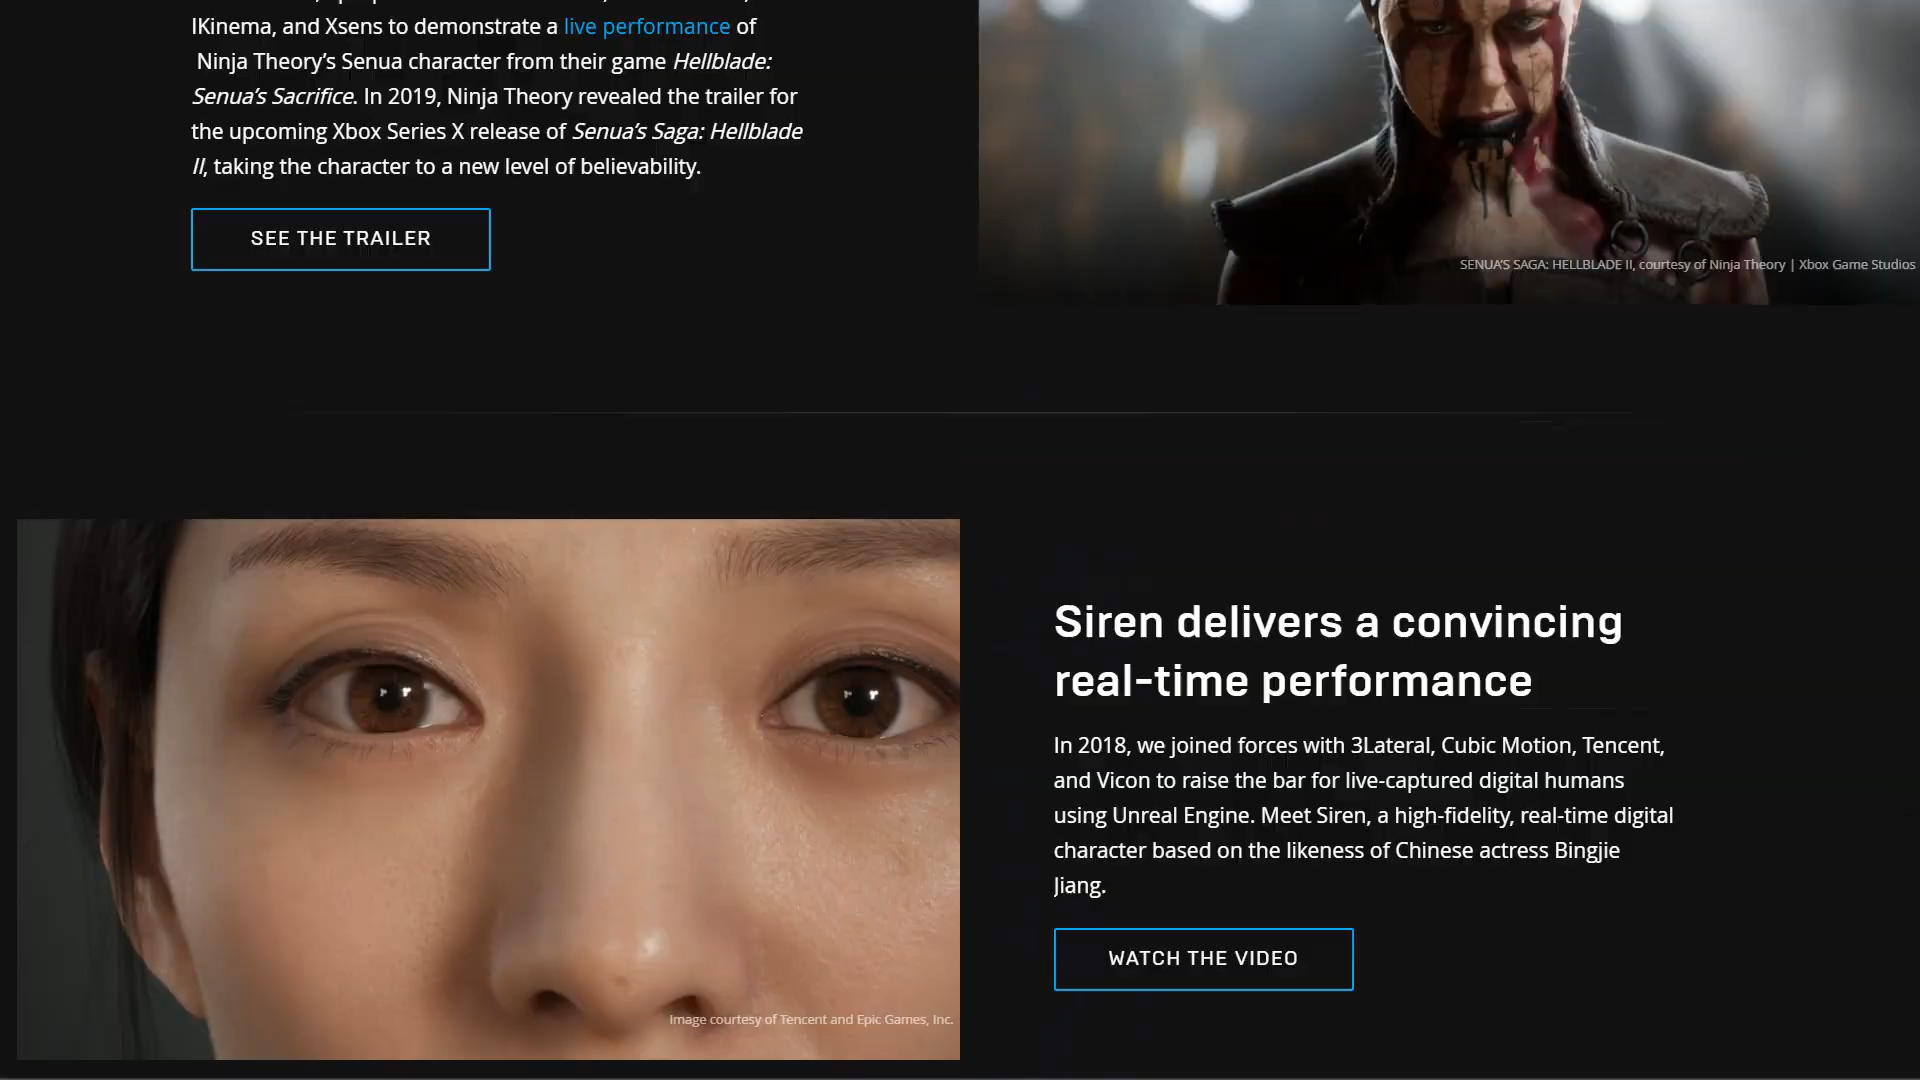 IKinema, and Xsens to demonstrate a live performance of
Ninja Theory’s Senua character from their game Hellblade:
Senua’s Sacrifice. In 2019, Ninja Theory revealed the trailer for
the upcoming Xbox Series X release of Senua’s Saga: Hellblade
II, taking the character to a new level of believability.
SEE THE TRAILER
SENUA'S SAGA: HELLBLADE II, courtesy of Ninja Theory | Xbox Game Studios
Siren delivers a convincing
real-time performance
In 2018, we joined forces with 3Lateral, Cubic Motion, Tencent,
and Vicon to raise the bar for live-captured digital humans
using Unreal Engine. Meet Siren, a high-fidelity, real-time digital
character based on the likeness of Chinese actress Bingjie
Jiang.
WATCH THE VIDEO
Image courtesy of Tencent and Epic Games, Inc.